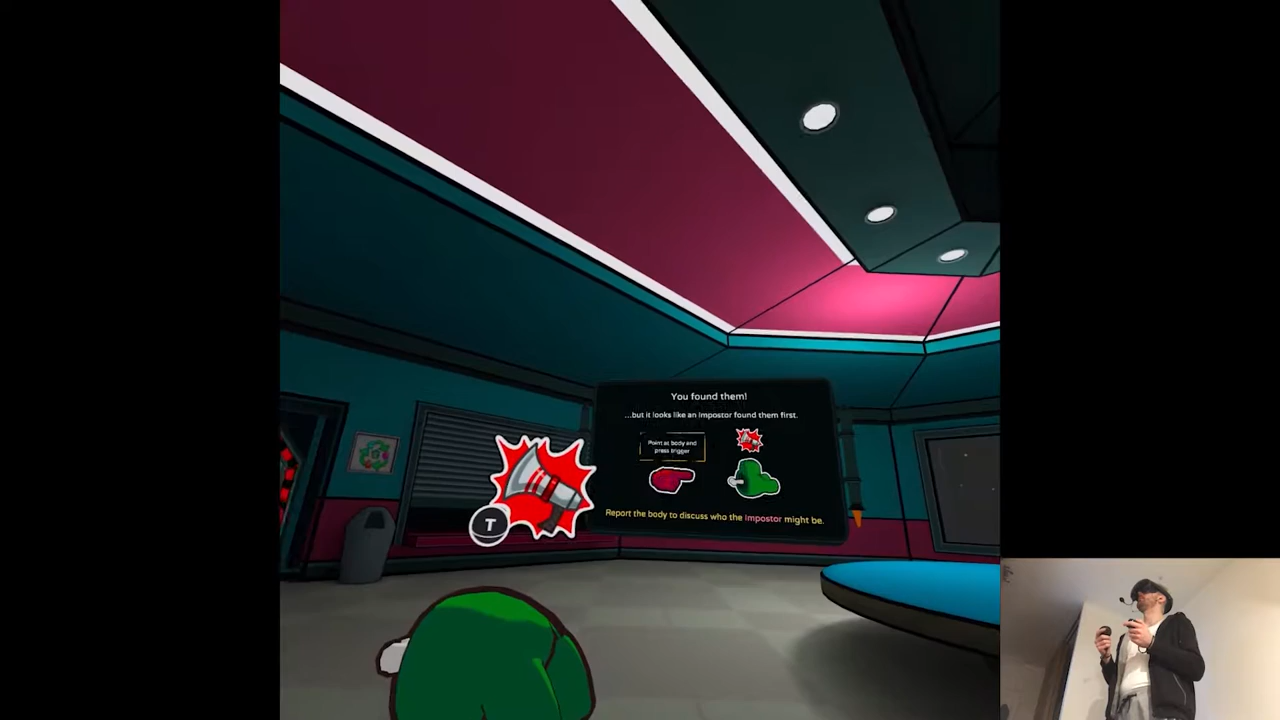 You found them!
...but it looks like an Impostor found them first.
Point at body and
press trigger
T
Report the body to discuss who the Impostor might be.